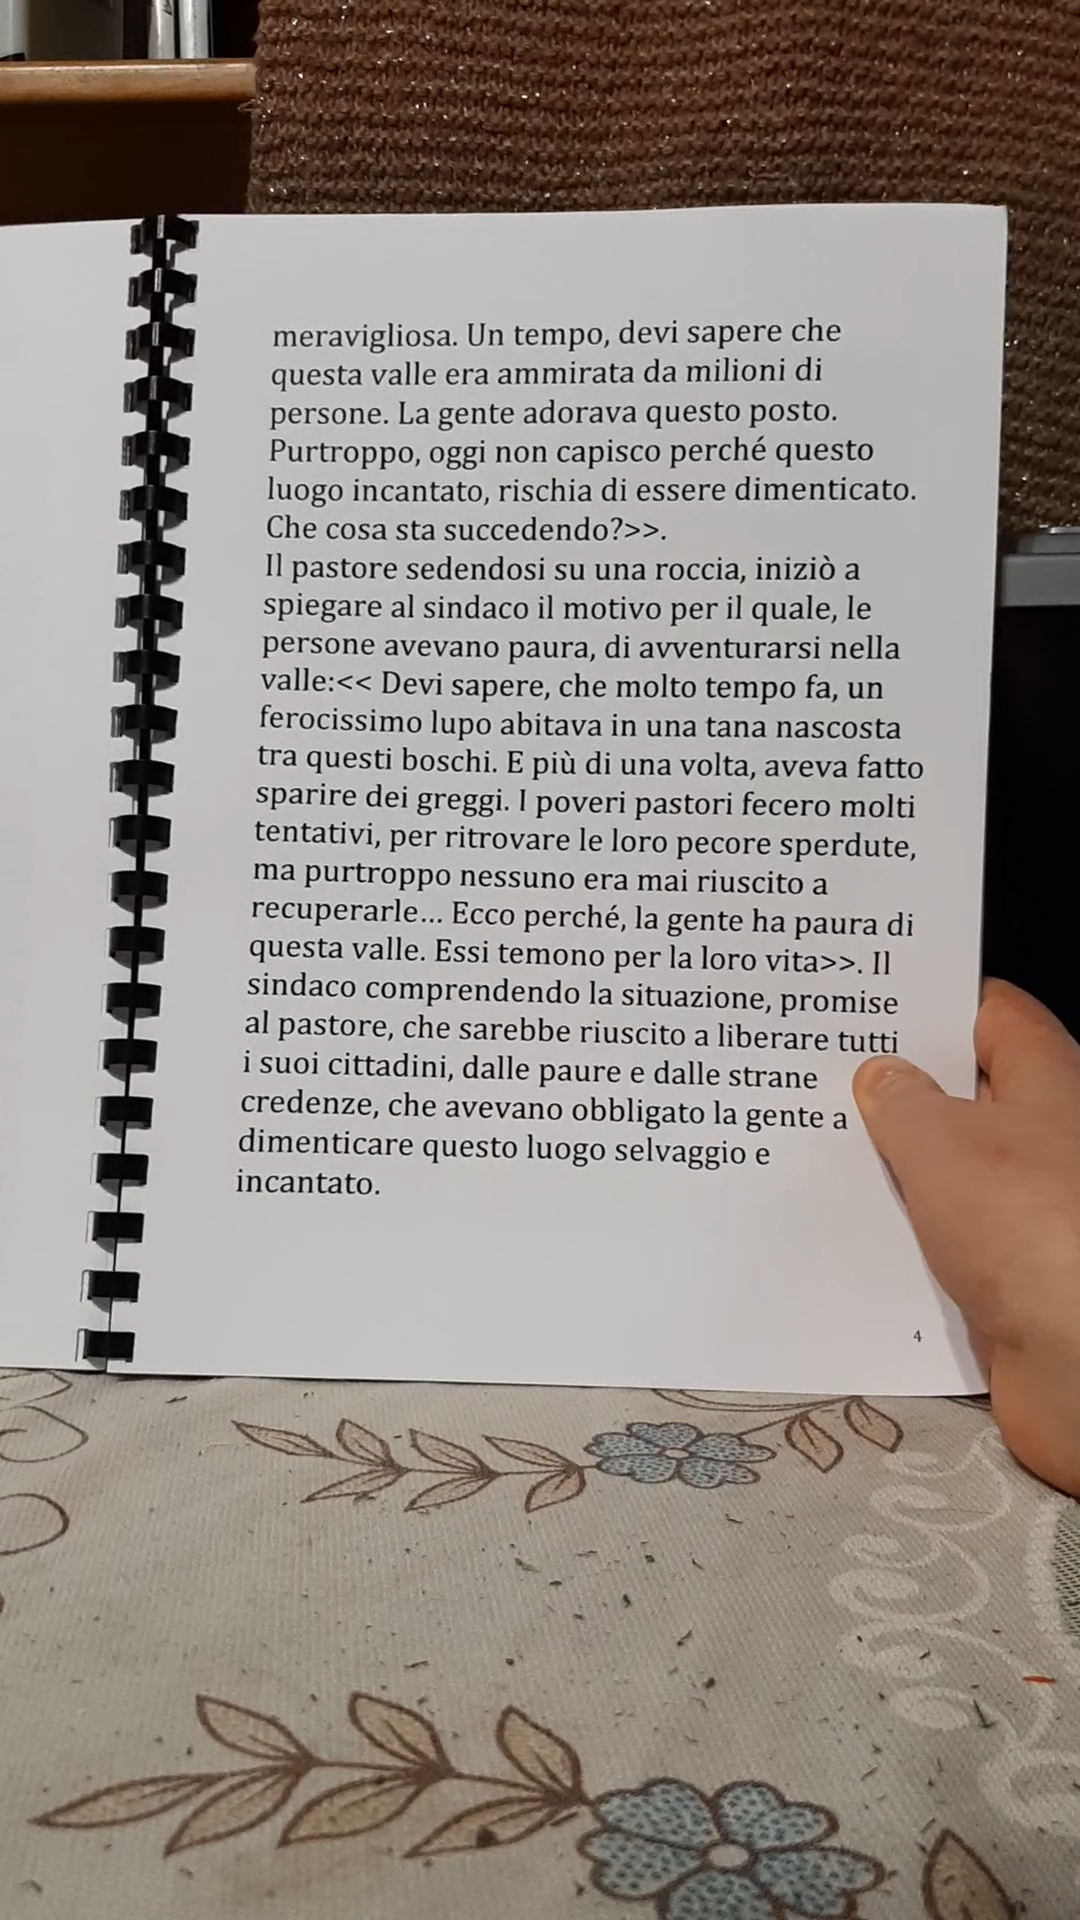 meravigliosa. Un tempo, devi sapere che
questa valle era ammirata da milioni di
persone. La gente adorava questo posto.
Purtroppo, oggi non capisco perché questo
luogo incantato, rischia di essere dimenticato.
Che cosa sta succedendo?>>.
Il pastore sedendosi su una roccia, iniziò a
spiegare al sindaco il motivo per il quale, le
persone avevano paura, di avventurarsi nella
valle:<< Devi sapere, che molto tempo fa, un
ferocissimo lupo abitava in una tana nascosta
tra questi boschi. E più di una volta, aveva fatto
sparire dei greggi. I poveri pastori fecero molti
tentativi, per ritrovare le loro pecore sperdute,
ma purtroppo nessuno era mai riuscito a
recuperarle... Ecco perché, la gente ha paura di
questa valle. Essi temono per la loro vita>>. Il
sindaco comprendendo la situazione, promise
al pastore, che sarebbe riuscito a liberare tutti
i suoi cittadini, dalle paure e dalle strane
credenze, che avevano obbligato la gente a
dimenticare questo luogo selvaggio e
incantato.
4